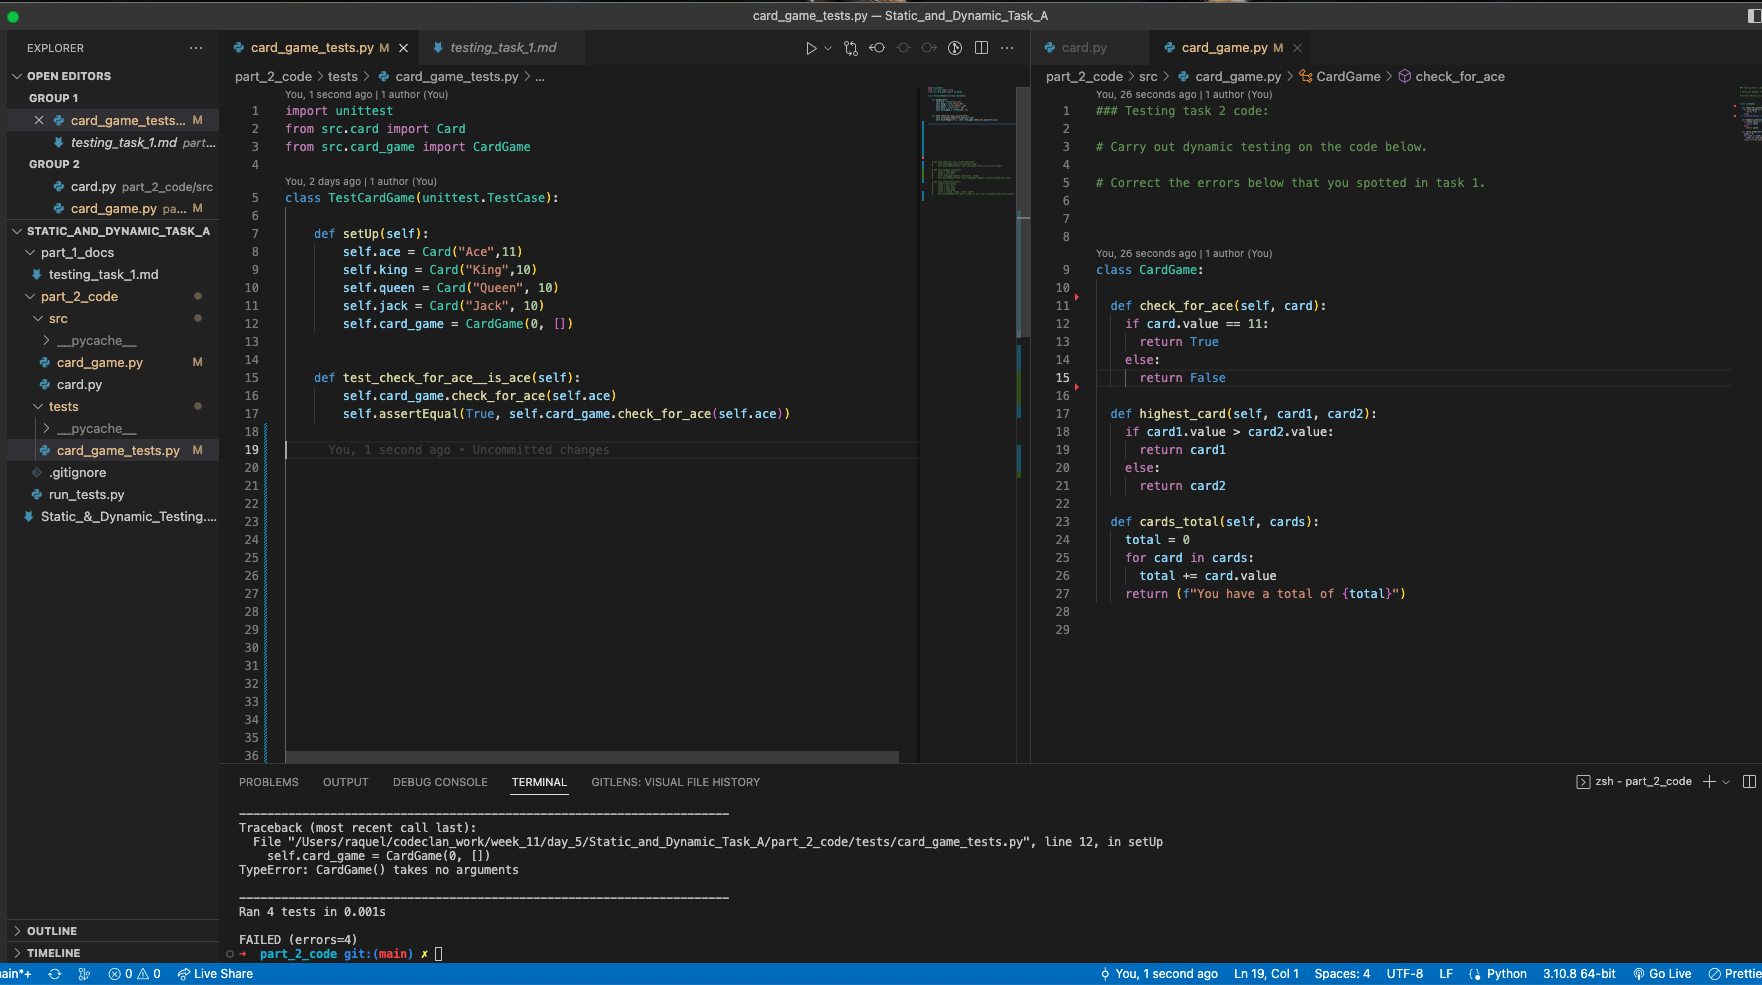 card_game_tests.py — Static_and_Dynamic_Task_A
EXPLORER
OPEN EDITORS
GROUP 1
card_game_tests... M
testing_task_1.md part...
GROUP 2
card.py part_2_code/src
card_game.py pa... M
STATIC_AND_DYNAMIC_TASK_A
part_1_docs
testing_task_1.md
part_2_code
src
__pycache__
card_game.py M
card.py
tests
__pycache__
card_game_tests.py M
.gitignore
run_tests.py
Static_&_Dynamic_Testing....
OUTLINE
TIMELINE
card_game_tests.py M
testing_task_1.md
part_2_code > tests > card_game_tests.py > ...
You, 1 second ago | 1 author (You)
1 import unittest
2 from src.card import Card
3 from src.card_game import CardGame
4
You, 2 days ago | 1 author (You)
5 class TestCardGame(unittest.TestCase):
6
7 def setUp(self):
8 self.ace = Card("Ace",11)
9 self.king = Card("King",10)
10 self.queen = Card("Queen", 10)
11 self.jack = Card("Jack", 10)
12 self.card_game = CardGame(0, [])
13
14
15 def test_check_for_ace__is_ace(self):
16 self.card_game.check_for_ace(self.ace)
17 self.assertEqual(True, self.card_game.check_for_ace(self.ace))
18
19 You, 1 second ago • Uncommitted changes
20
21
22
23
24
25
26
27
28
29
30
31
32
33
34
35
36
card.py
card_game.py M
part_2_code > src > card_game.py > CardGame > check_for_ace
You, 26 seconds ago | 1 author (You)
1 ### Testing task 2 code:
2
3 # Carry out dynamic testing on the code below.
4
5 # Correct the errors below that you spotted in task 1.
6
7
8
You, 26 seconds ago | 1 author (You)
9 class CardGame:
10
11 def check_for_ace(self, card):
12 if card.value == 11:
13 return True
14 else:
15 return False
16
17 def highest_card(self, card1, card2):
18 if card1.value > card2.value:
19 return card1
20 else:
21 return card2
22
23 def cards_total(self, cards):
24 total = 0
25 for card in cards:
26 total += card.value
27 return (f"You have a total of {total}")
28
29
PROBLEMS OUTPUT DEBUG CONSOLE TERMINAL GITLENS: VISUAL FILE HISTORY
zsh - part_2_code
Traceback (most recent call last):
File "/Users/raquel/codeclan_work/week_11/day_5/Static_and_Dynamic_Task_A/part_2_code/tests/card_game_tests.py", line 12, in setUp
self.card_game = CardGame(0, [])
TypeError: CardGame() takes no arguments
Ran 4 tests in 0.001s
FAILED (errors=4)
➜ part_2_code git:(main) ✗
ain*+ 0 0 Live Share You, 1 second ago Ln 19, Col 1 Spaces: 4 UTF-8 LF Python 3.10.8 64-bit Go Live Prettie